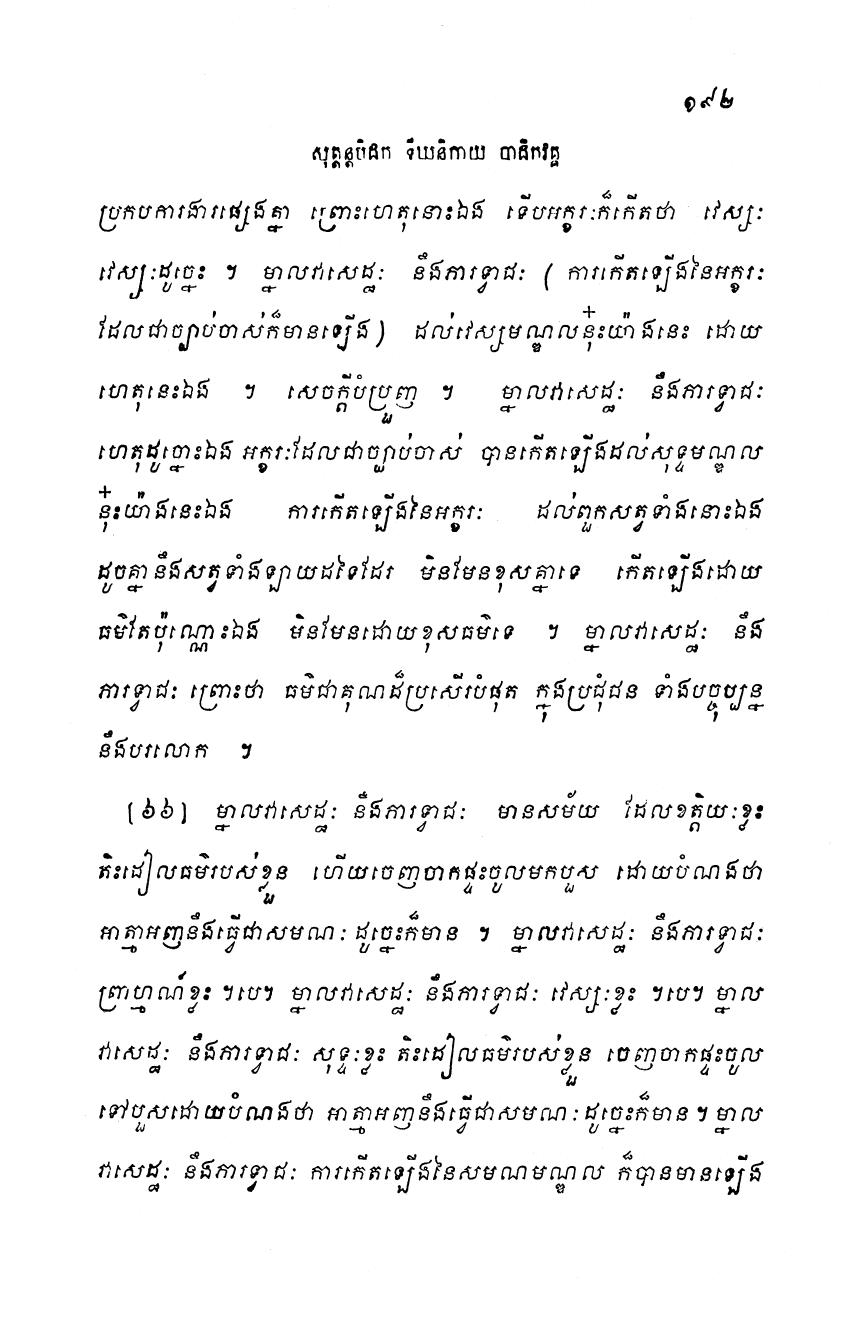 ១៩២
សុត្តន្តបិដក ទីឃនិកាយ បាដិកវគ្គ
ប្រកបការងារផ្សេងគ្នា ព្រោះហេតុនោះឯង ទើបអក្ខរៈក៏កើតថា វេស្សៈ
វេស្សៈដូច្នេះ ។ ម្នាលវាសេដ្ឋៈ នឹងភារទ្វាជៈ (ការកើតឡើងនៃអក្ខរៈ
ដែលជាច្បាប់ចាស់ក៏មានឡើង) ដល់វេស្សមណ្ឌលនុ៎ះយ៉ាងនេះ ដោយ
ហេតុនេះឯង ។ សេចក្តីបំប្រួញ ។ ម្នាលវាសេដ្ឋៈ នឹងភារទ្វាជៈ
ហេតុដូច្នោះឯង អក្ខរៈដែលជាច្បាប់ចាស់ បានកើតឡើងដល់សុទ្ទមណ្ឌល
នុ៎ះយ៉ាងនេះឯង ការកើតឡើងនៃអក្ខរៈ ដល់ពួកសត្វទាំងនោះឯង
ដូចគ្នានឹងសត្វទាំងឡាយដទៃដែរ មិនមែនខុសគ្នាទេ កើតឡើងដោយ
ធម៌តែប៉ុណ្ណោះឯង មិនមែនដោយខុសធម៌ទេ ។ ម្នាលវាសេដ្ឋៈ នឹង
ភារទ្វាជៈ ព្រោះថា ធម៌ជាគុណដ៏ប្រសើរបំផុត ក្នុងប្រជុំជន ទាំងបច្ចុប្បន្ន
នឹងបរលោក ។
[៦៦] ម្នាលវាសេដ្ឋៈ នឹងភារទ្វាជៈ មានសម័យ ដែលខត្តិយៈខ្លះ
តិះដៀលធម៌របស់ខ្លួន ហើយចេញចាកផ្ទះចូលមកបួស ដោយបំណងថា
អាត្មាអញនឹងធ្វើជាសមណៈដូច្នេះក៏មាន ។ ម្នាលវាសេដ្ឋៈ នឹងភារទ្វាជៈ
ព្រាហ្មណ៍ខ្លះ ។បេ។ ម្នាលវាសេដ្ឋៈ នឹងភារទ្វាជៈ វេស្សៈខ្លះ ។បេ។ ម្នាល
វាសេដ្ឋៈ នឹងភារទ្វាជៈ សុទ្ទៈខ្លះ តិះដៀលធម៌របស់ខ្លួន ចេញចាកផ្ទះចូល
ទៅបួសដោយបំណងថា អាត្មាអញនឹងធ្វើជាសមណៈដូច្នេះក៏មាន។ ម្នាល
វាសេដ្ឋៈ នឹងភារទ្វាជៈ ការកើតឡើងនៃសមណមណ្ឌល ក៏បានមានឡើង